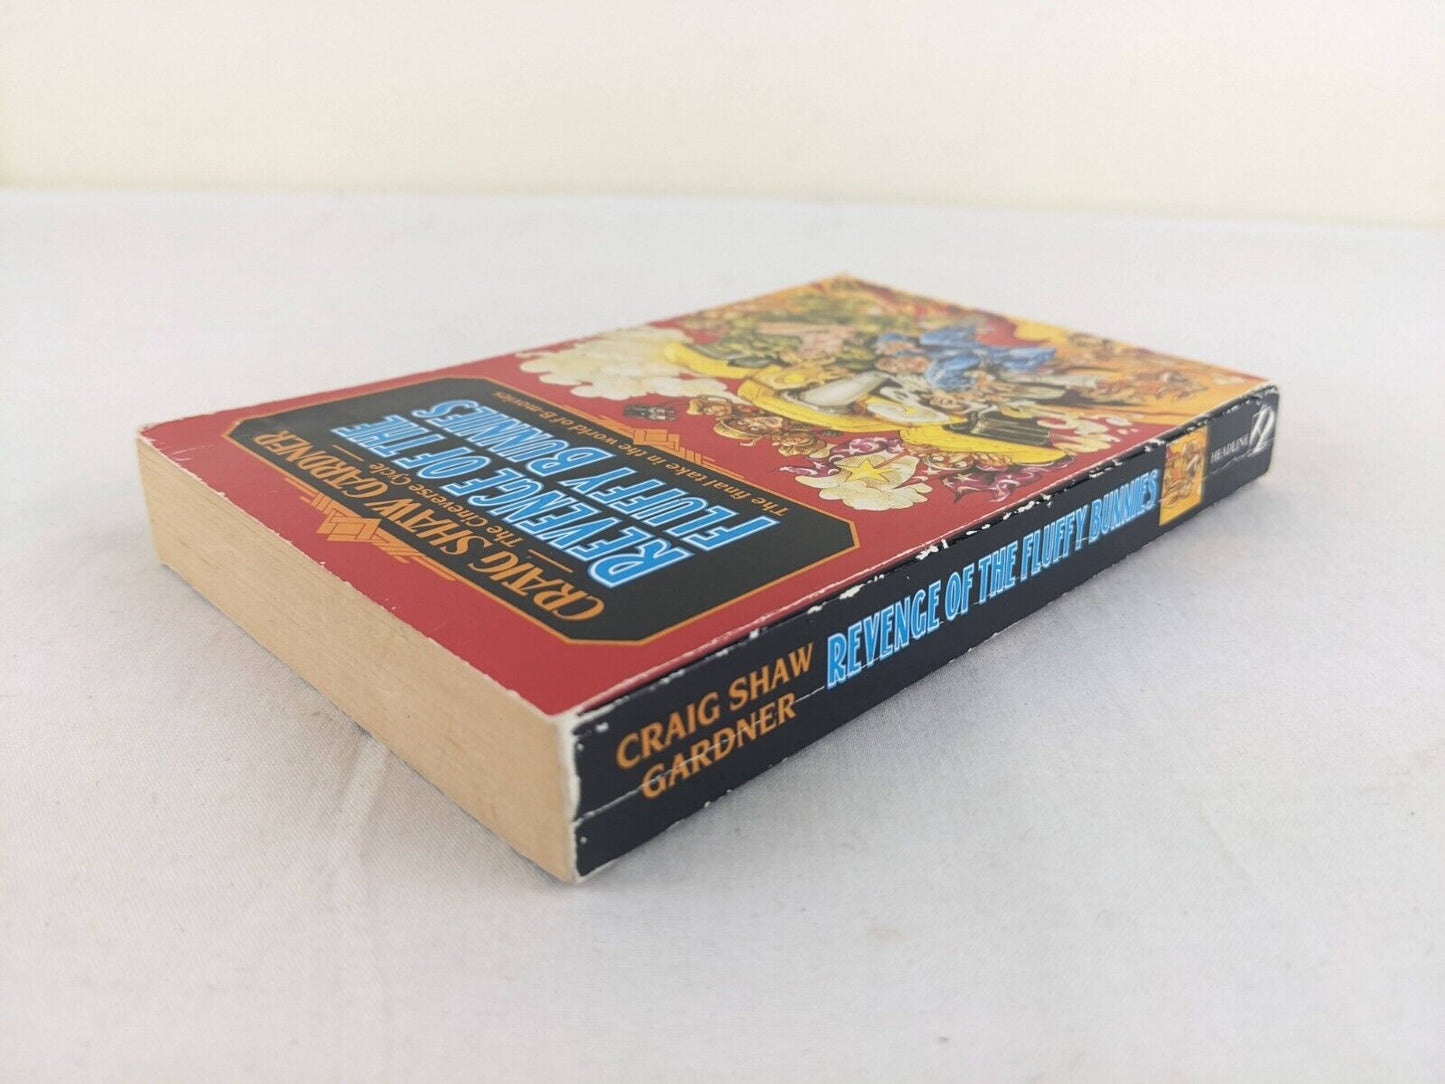 CRAIG SHAW GARDNER
The Cineverse Cycle
REVENGE OF THE
FLUFFY BUNNIES
The final take in the world of B-movies
CRAIG SHAW
GARDNER
REVENGE OF THE FLUFFY BUNNIES
HEADLINE